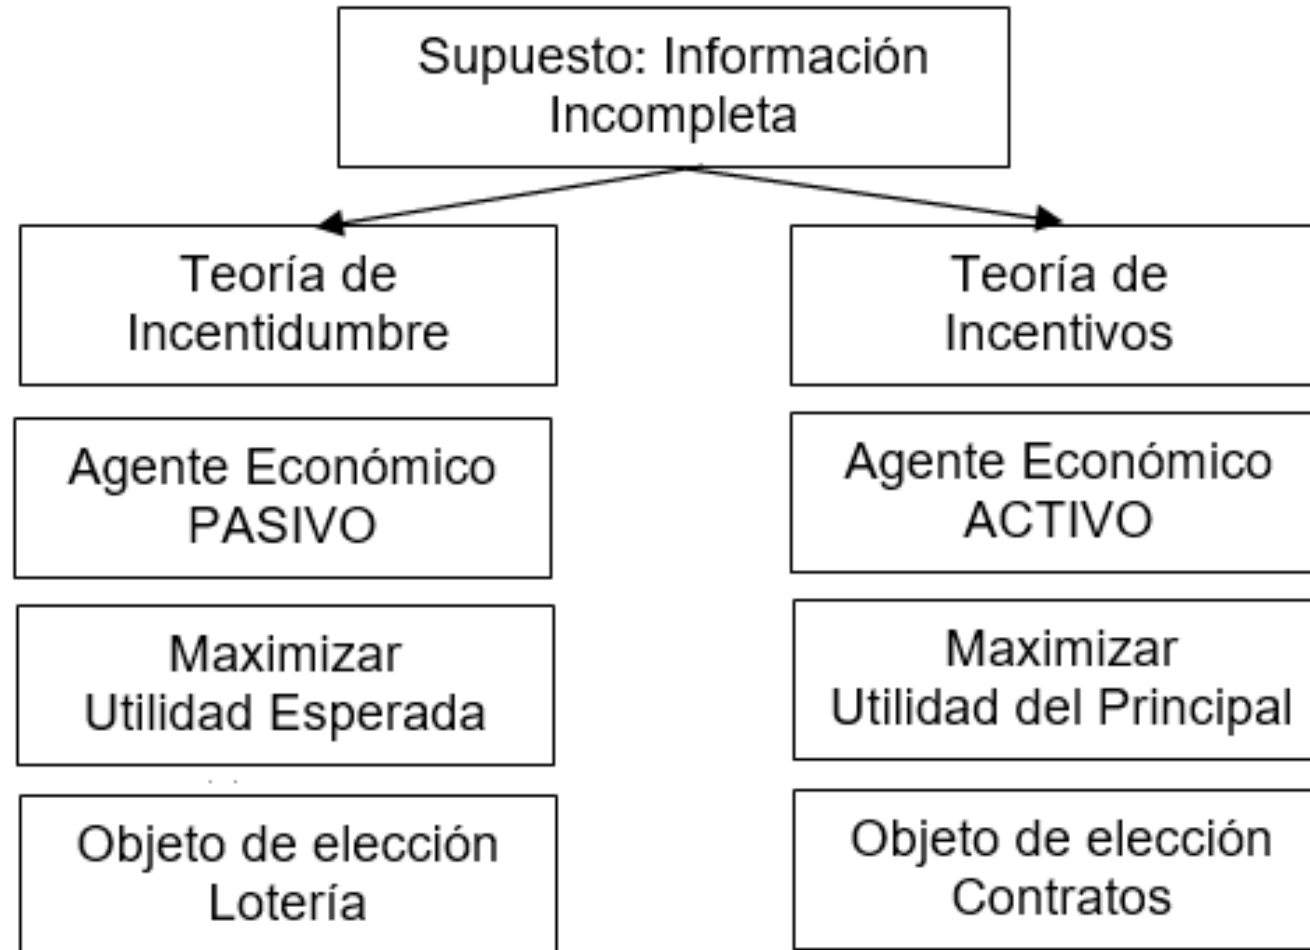 Supuesto: Información
Incompleta
Teoría de
Incentidumbre
Agente Económico
PASIVO
Maximizar
Utilidad Esperada
Objeto de elección
Lotería
Teoría de
Incentivos
Agente Económico
ACTIVO
Maximizar
Utilidad del Principal
Objeto de elección
Contratos